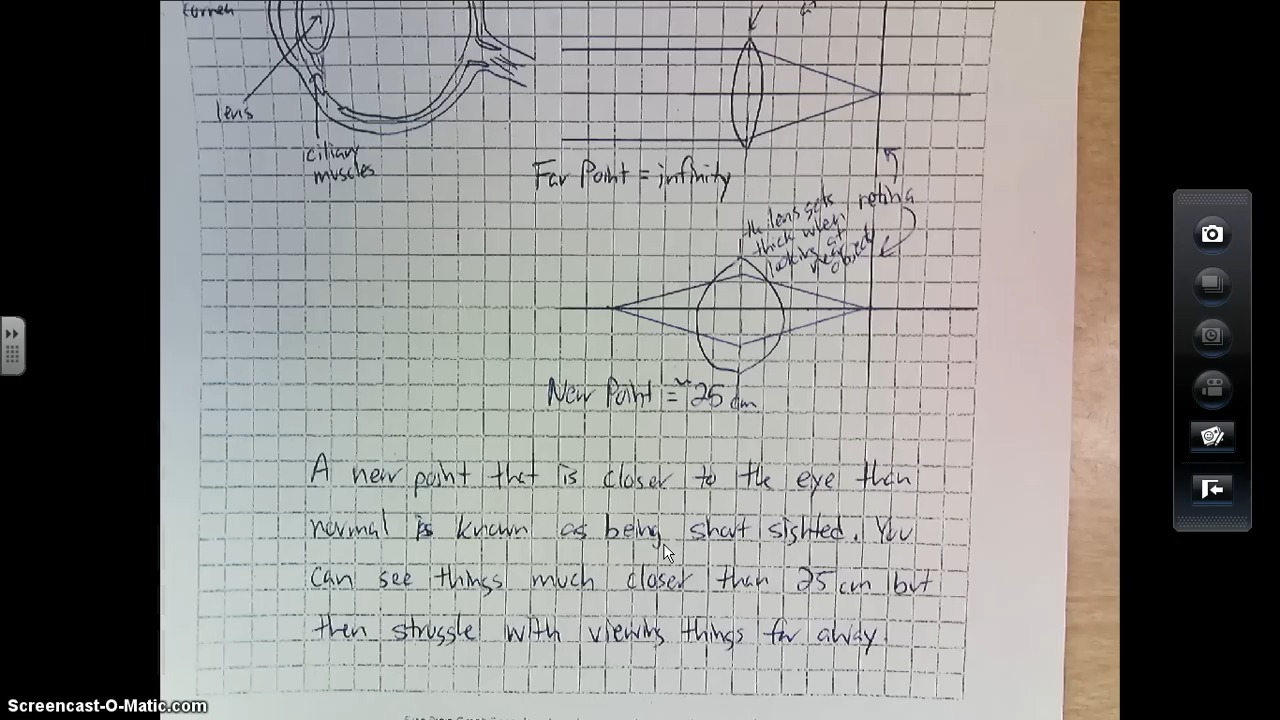 lens
ciliary
muscles
Far Point = infinity
retina
the lens gets
thick when
looking at
near
objects
Near Point = ~25 cm
A near point that is closer to the eye than
normal is known as being short sighted. You
can see things much closer than 25 cm but
then struggle with viewing things far away.
Screencast-O-Matic.com